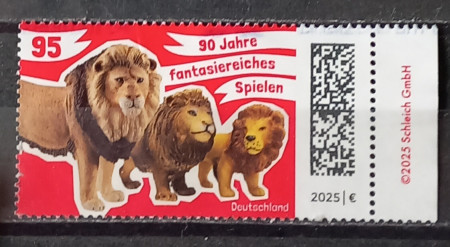 95
90 Jahre
fantasiereiches
Spielen
Deutschland
2025 | €
©2025 Schleich GmbH